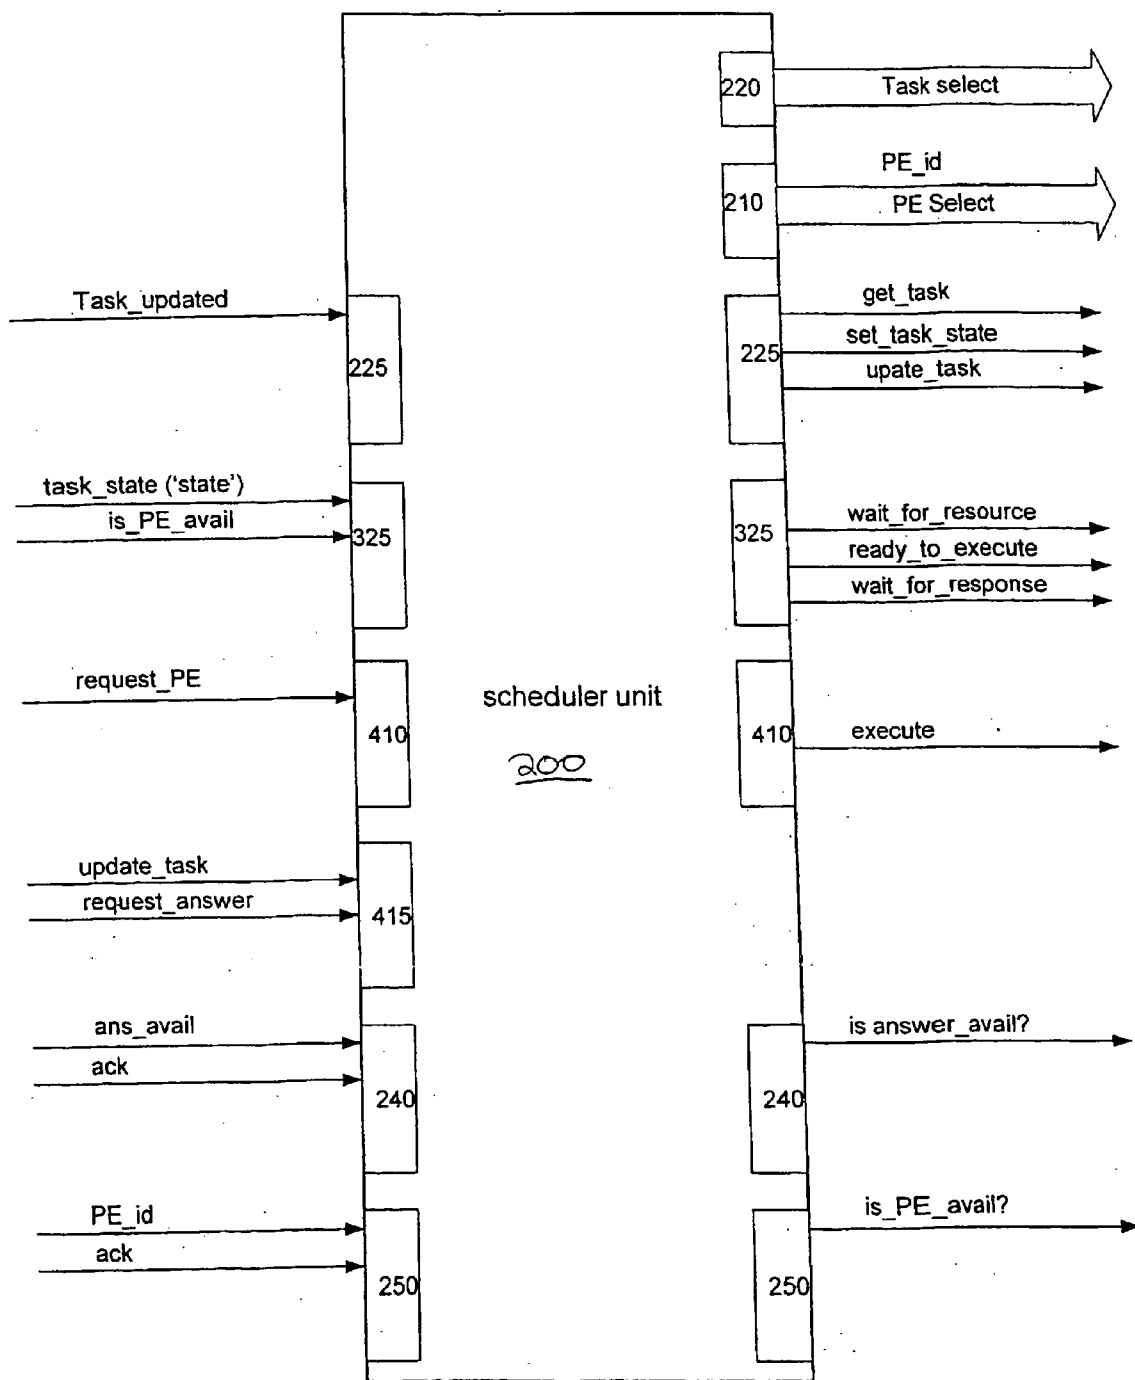 220
Task select
PE_id
210
PE Select
Task_updated
225
get_task
set_task_state
225
upate_task
task_state ('state')
is_PE_avail
325
325
wait_for_resource
ready_to_execute
wait_for_response
request_PE
410
scheduler unit
200
410
execute
update_task
request_answer
415
ans_avail
ack
240
240
is answer_avail?
PE_id
ack
250
250
is_PE_avail?